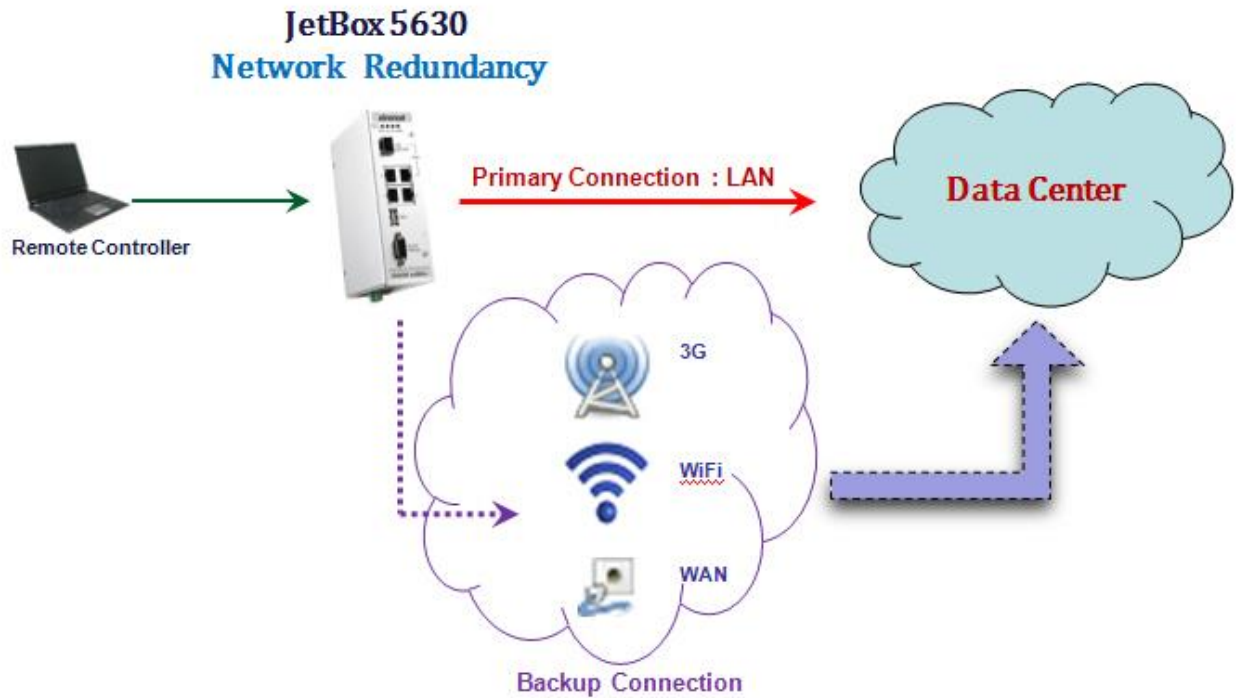 JetBox 5630
Network Redundancy
Primary Connection : LAN
Data Center
Remote Controller
3G
WiFi
WAN
Backup Connection